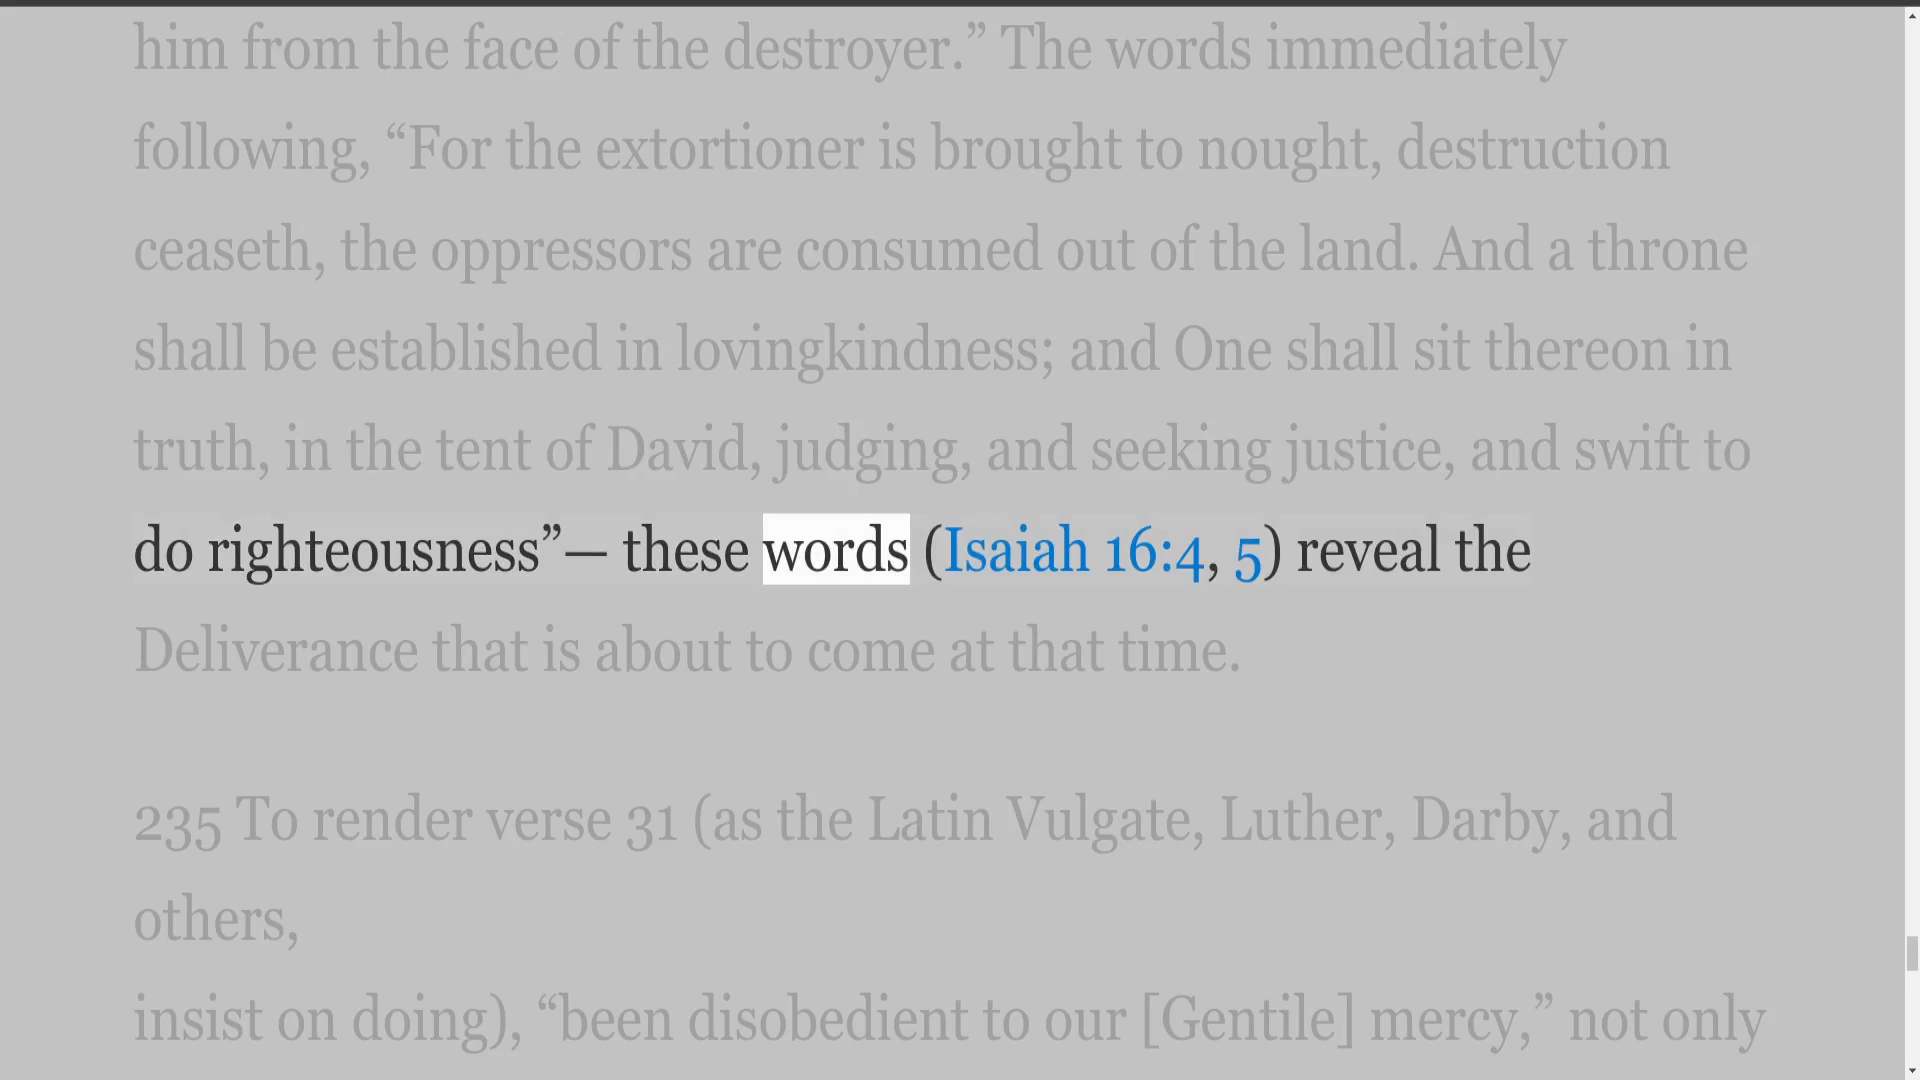 him from the face of the destroyer.” The words immediately
following, “For the extortioner is brought to nought, destruction
ceaseth, the oppressors are consumed out of the land. And a throne
shall be established in lovingkindness; and One shall sit thereon in
truth, in the tent of David, judging, and seeking justice, and swift to
do righteousness”— these words (Isaiah 16:4, 5) reveal the
Deliverance that is about to come at that time.
235 To render verse 31 (as the Latin Vulgate, Luther, Darby, and
others,
insist on doing), “been disobedient to our [Gentile] mercy,” not only